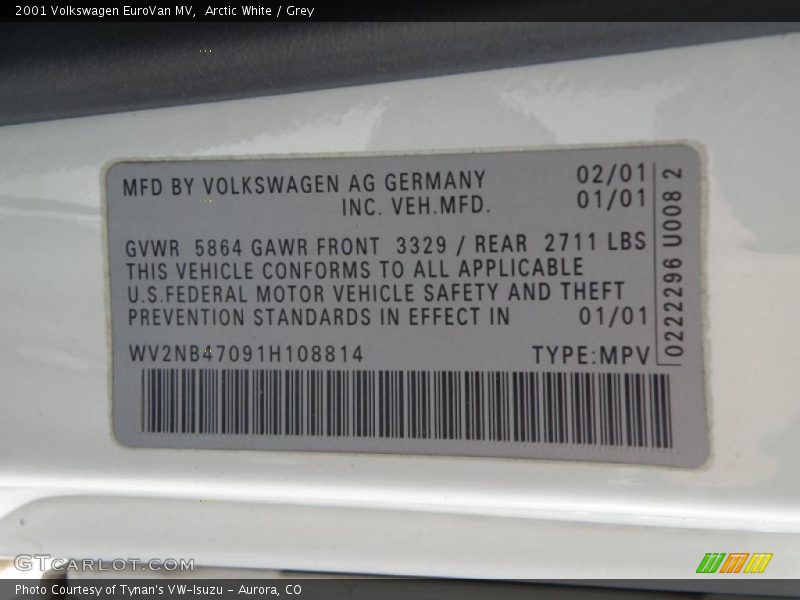 2001 Volkswagen EuroVan MV, Arctic White / Grey
MFD BY VOLKSWAGEN AG GERMANY 02/01
INC. VEH.MFD. 01/01
GVWR 5864 GAWR FRONT 3329 / REAR 2711 LBS
THIS VEHICLE CONFORMS TO ALL APPLICABLE
U.S.FEDERAL MOTOR VEHICLE SAFETY AND THEFT
PREVENTION STANDARDS IN EFFECT IN 01/01
WV2NB47091H108814 TYPE:MPV
0222296 U008 2
GTCARLOT.COM
Photo Courtesy of Tynan's VW-Isuzu - Aurora, CO